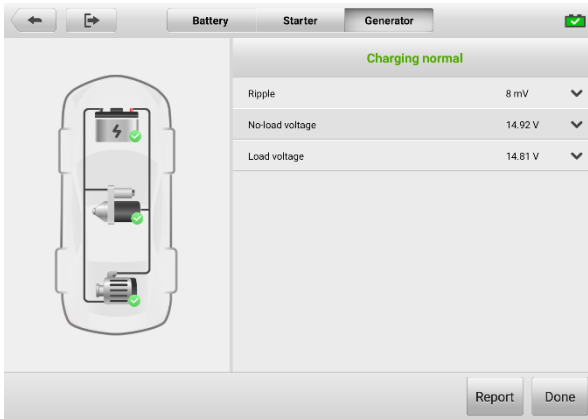 Battery Starter Generator
Charging normal
Ripple 8 mV
No-load voltage 14.92 V
Load voltage 14.81 V
Report Done